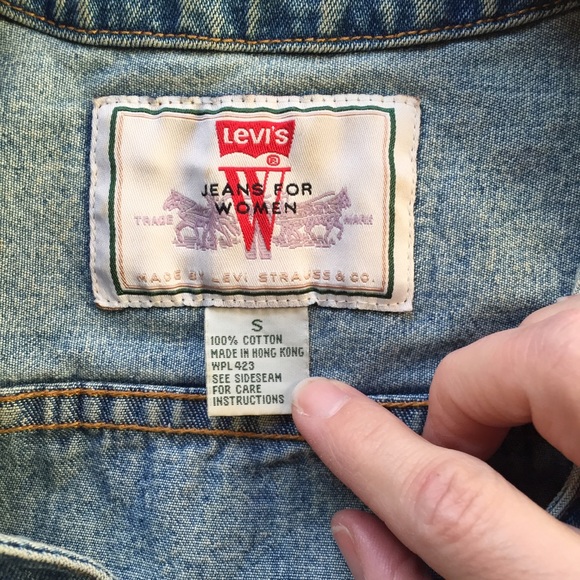 Levi's
®
JEANS FOR
WOMEN
TRADE MARK
MADE BY LEVI STRAUSS & CO.
S
100% COTTON
MADE IN HONG KONG
WPL 423
SEE SIDESEAM
FOR CARE
INSTRUCTIONS